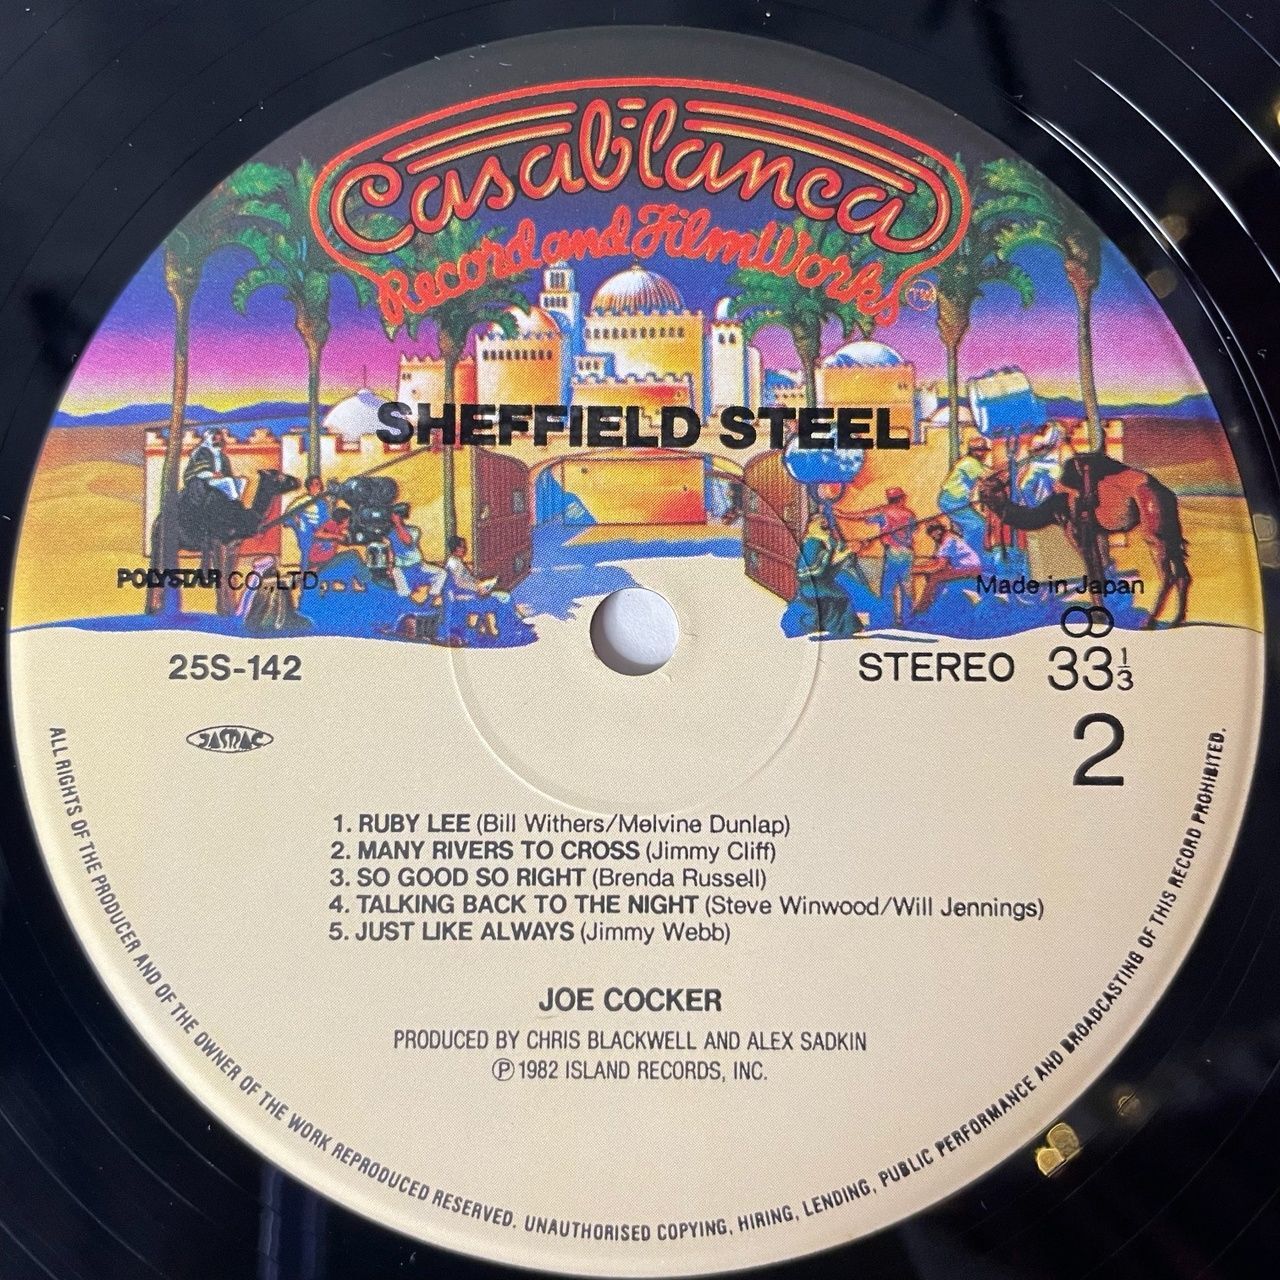 Casablanca
Record and FilmWorks TM
SHEFFIELD STEEL
POLYSTAR CO.,LTD.
Made in Japan
25S-142
STEREO 33 1/3
JASRAC
2
1. RUBY LEE (Bill Withers/Melvine Dunlap)
2. MANY RIVERS TO CROSS (Jimmy Cliff)
3. SO GOOD SO RIGHT (Brenda Russell)
4. TALKING BACK TO THE NIGHT (Steve Winwood/Will Jennings)
5. JUST LIKE ALWAYS (Jimmy Webb)
JOE COCKER
PRODUCED BY CHRIS BLACKWELL AND ALEX SADKIN
℗1982 ISLAND RECORDS, INC.
ALL RIGHTS OF THE PRODUCER AND OF THE OWNER OF THE WORK REPRODUCED RESERVED. UNAUTHORISED COPYING, HIRING, LENDING, PUBLIC PERFORMANCE AND BROADCASTING OF THIS RECORD PROHIBITED.